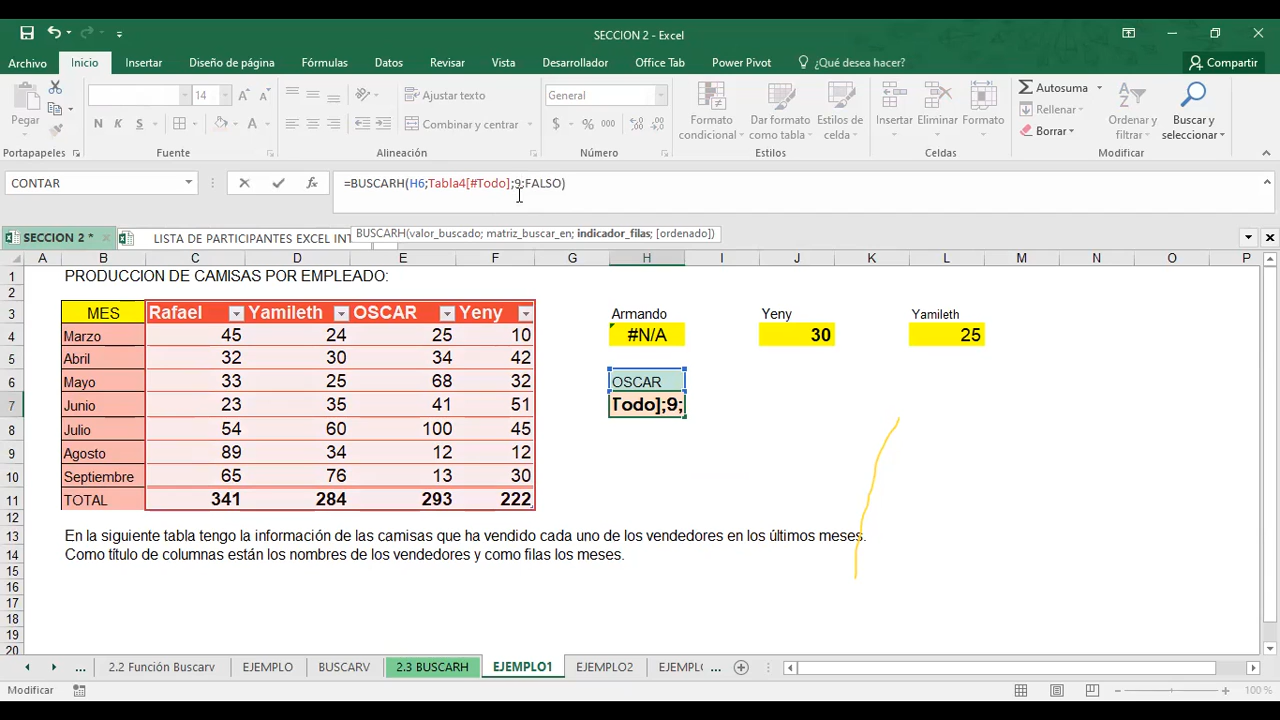 SECCION 2 - Excel
Archivo Inicio Insertar Diseño de página Fórmulas Datos Revisar Vista Desarrollador Office Tab Power Pivot ¿Qué desea hacer? Compartir
14 Ajustar texto General Autosuma
Pegar N K S Combinar y centrar $ % 000 Formato condicional Dar formato como tabla Estilos de celda Insertar Eliminar Formato Rellenar Borrar Ordenar y filtrar Buscar y seleccionar
Portapapeles Fuente Alineación Número Estilos Celdas Modificar
CONTAR =BUSCARH(H6;Tabla4[#Todo];9;FALSO)
SECCION 2 * LISTA DE PARTICIPANTES EXCEL INT BUSCARH(valor_buscado; matriz_buscar_en; indicador_filas; [ordenado])
A B C D E F G H I J K L M N O P
1 PRODUCCION DE CAMISAS POR EMPLEADO:
2
3 MES Rafael Yamileth OSCAR Yeny Armando Yeny Yamileth
4 Marzo 45 24 25 10 #N/A 30 25
5 Abril 32 30 34 42
6 Mayo 33 25 68 32 OSCAR
7 Junio 23 35 41 51 Todo];9;
8 Julio 54 60 100 45
9 Agosto 89 34 12 12
10 Septiembre 65 76 13 30
11 TOTAL 341 284 293 222
12
13 En la siguiente tabla tengo la información de las camisas que ha vendido cada uno de los vendedores en los últimos meses.
14 Como título de columnas están los nombres de los vendedores y como filas los meses.
15
16
17
18
19
20
... 2.2 Función Buscarv EJEMPLO BUSCARV 2.3 BUSCARH EJEMPLO1 EJEMPLO2 EJEMPLO ...
Modificar 100 %